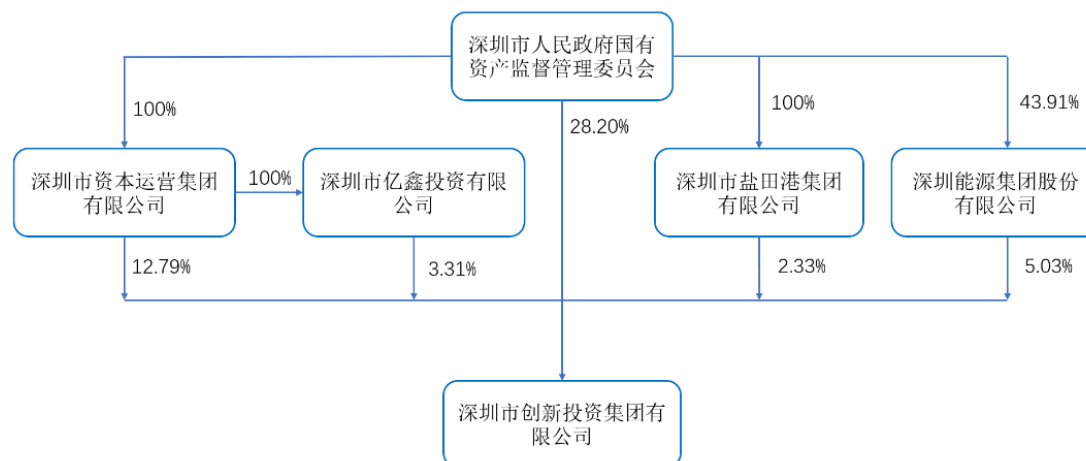 深圳市人民政府国有
资产监督管理委员会
100%
28.20%
100%
43.91%
深圳市资本运营集团
有限公司
100%
深圳市亿鑫投资有限
公司
深圳市盐田港集团
有限公司
深圳能源集团股份
有限公司
12.79%
3.31%
2.33%
5.03%
深圳市创新投资集团有
限公司